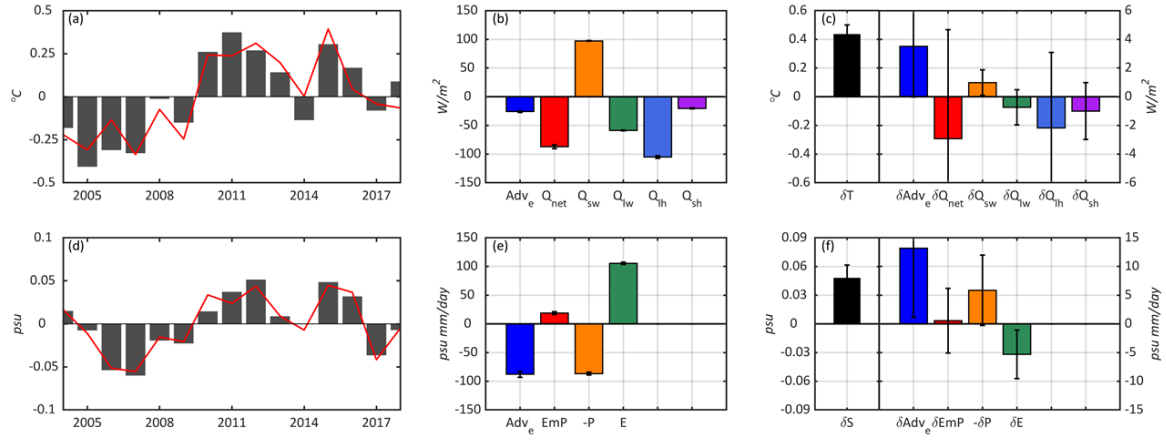 (a)
°C
0.5
0.25
0
-0.25
-0.5
2005 2008 2011 2014 2017
(b)
W/m²
150
100
50
0
-50
-100
-150
Adv_e Q_net Q_sw Q_lw Q_lh Q_sh
(c)
°C
0.6
0.4
0.2
0
-0.2
-0.4
-0.6
6
4
2
0
-2
-4
-6
W/m²
δT δAdv_e δQ_net δQ_sw δQ_lw δQ_lh δQ_sh
(d)
psu
0.1
0.05
0
-0.05
-0.1
2005 2008 2011 2014 2017
(e)
psu mm/day
150
100
50
0
-50
-100
-150
Adv_e EmP -P E
(f)
psu
0.09
0.06
0.03
0
-0.03
-0.06
-0.09
15
10
5
0
-5
-10
psu mm/day
δS δAdv_e δEmP -δP δE